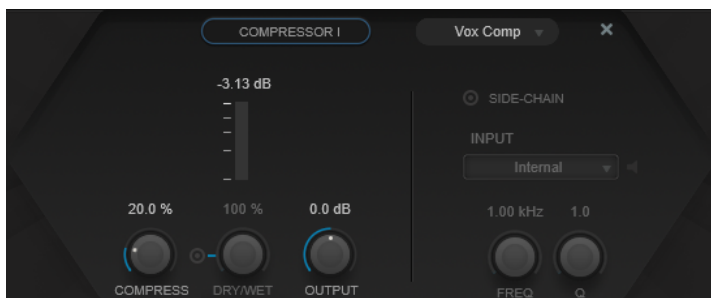 COMPRESSOR I
Vox Comp
-3.13 dB
SIDE-CHAIN
INPUT
Internal
20.0 %
100 %
0.0 dB
1.00 kHz
1.0
COMPRESS
DRY/WET
OUTPUT
FREQ
Q